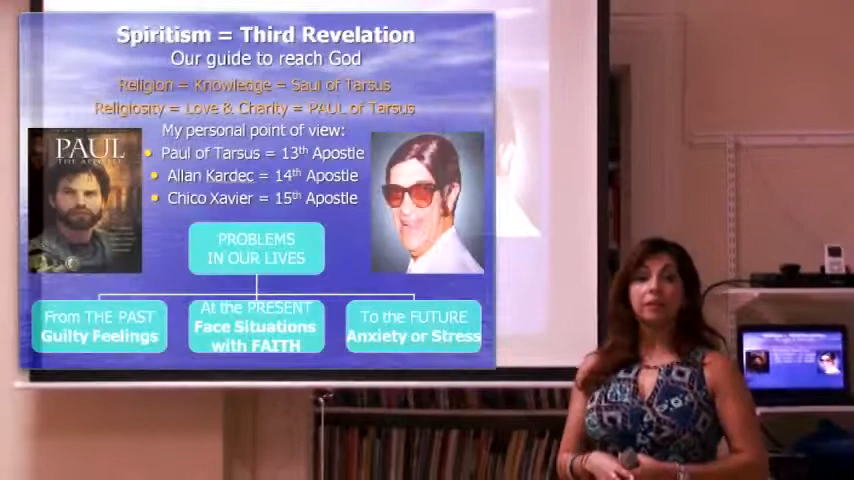 Spiritism = Third Revelation
Our guide to reach God
Religion = Knowledge = Saul of Tarsus
Religiosity = Love & Charity = PAUL of Tarsus
My personal point of view:
• Paul of Tarsus = 13th Apostle
• Allan Kardec = 14th Apostle
• Chico Xavier = 15th Apostle
PAUL
THE APOSTLE
PROBLEMS
IN OUR LIVES
From THE PAST
Guilty Feelings
At the PRESENT
Face Situations
with FAITH
To the FUTURE
Anxiety or Stress